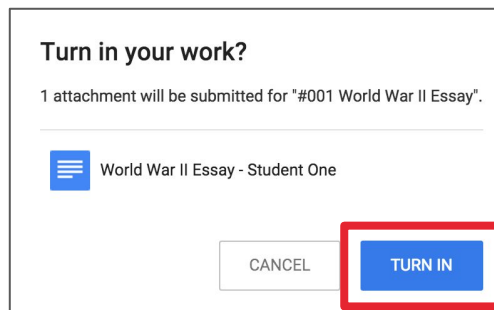 Turn in your work?
1 attachment will be submitted for "#001 World War II Essay".
World War II Essay - Student One
CANCEL TURN IN